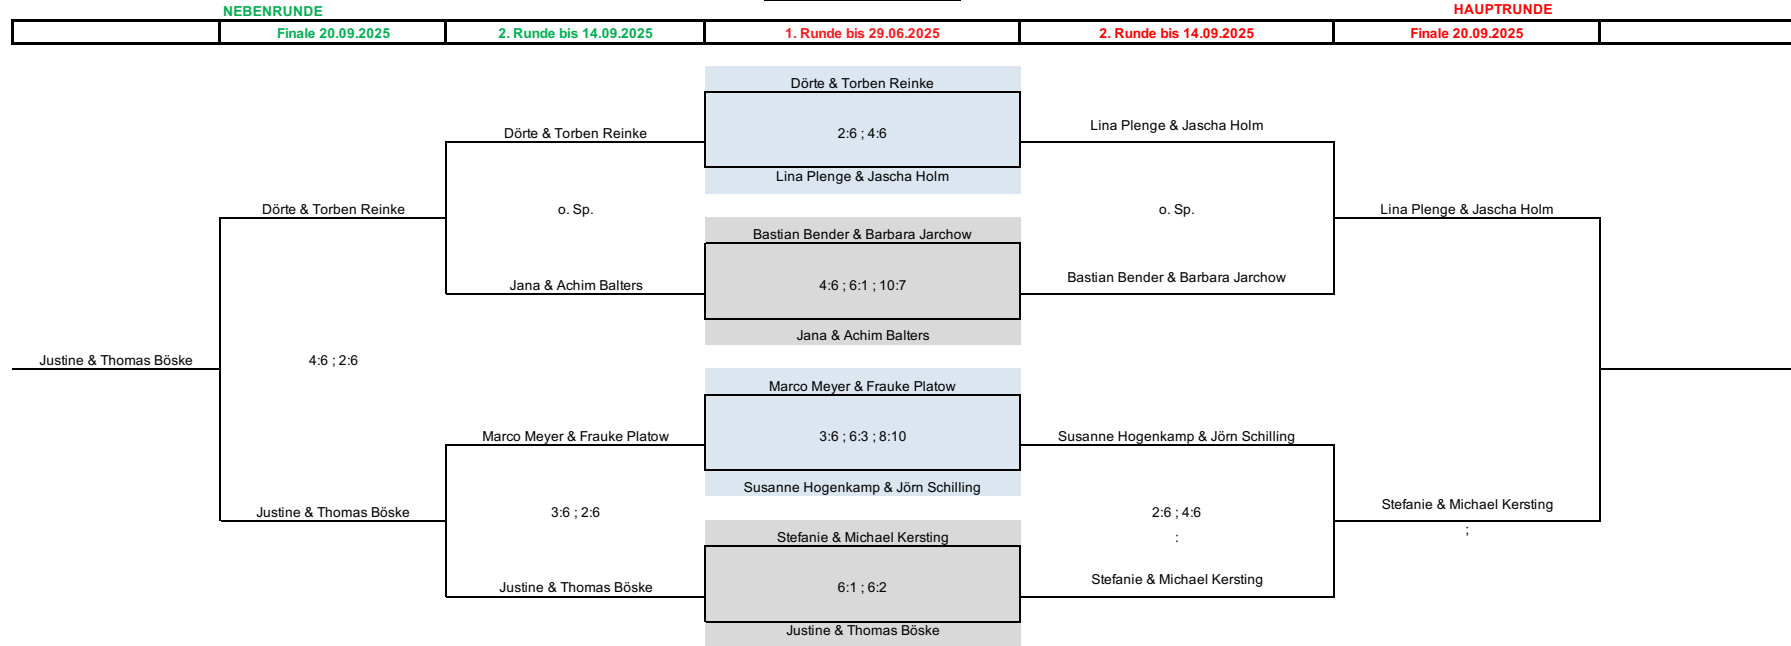 NEBENRUNDE
HAUPTRUNDE
Finale 20.09.2025
2. Runde bis 14.09.2025
1. Runde bis 29.06.2025
2. Runde bis 14.09.2025
Finale 20.09.2025
Dörte & Torben Reinke
Dörte & Torben Reinke
2:6 ; 4:6
Lina Plenge & Jascha Holm
Lina Plenge & Jascha Holm
Dörte & Torben Reinke
o. Sp.
o. Sp.
Lina Plenge & Jascha Holm
Bastian Bender & Barbara Jarchow
Jana & Achim Balters
4:6 ; 6:1 ; 10:7
Bastian Bender & Barbara Jarchow
Jana & Achim Balters
Justine & Thomas Böske
4:6 ; 2:6
Marco Meyer & Frauke Platow
Marco Meyer & Frauke Platow
3:6 ; 6:3 ; 8:10
Susanne Hogenkamp & Jörn Schilling
Susanne Hogenkamp & Jörn Schilling
Justine & Thomas Böske
3:6 ; 2:6
2:6 ; 4:6
Stefanie & Michael Kersting
Stefanie & Michael Kersting
:
;
Justine & Thomas Böske
6:1 ; 6:2
Stefanie & Michael Kersting
Justine & Thomas Böske